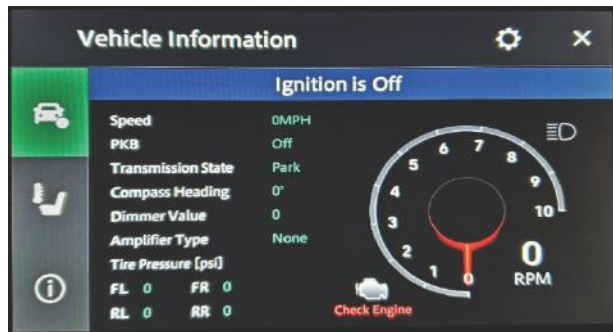 Vehicle Information
Ignition is Off
Speed 0MPH
PKB Off
Transmission State Park
Compass Heading 0°
Dimmer Value 0
Amplifier Type None
Tire Pressure [psi]
FL 0 FR 0
RL 0 RR 0
0 1 2 3 4 5 6 7 8 9 10
0
RPM
Check Engine